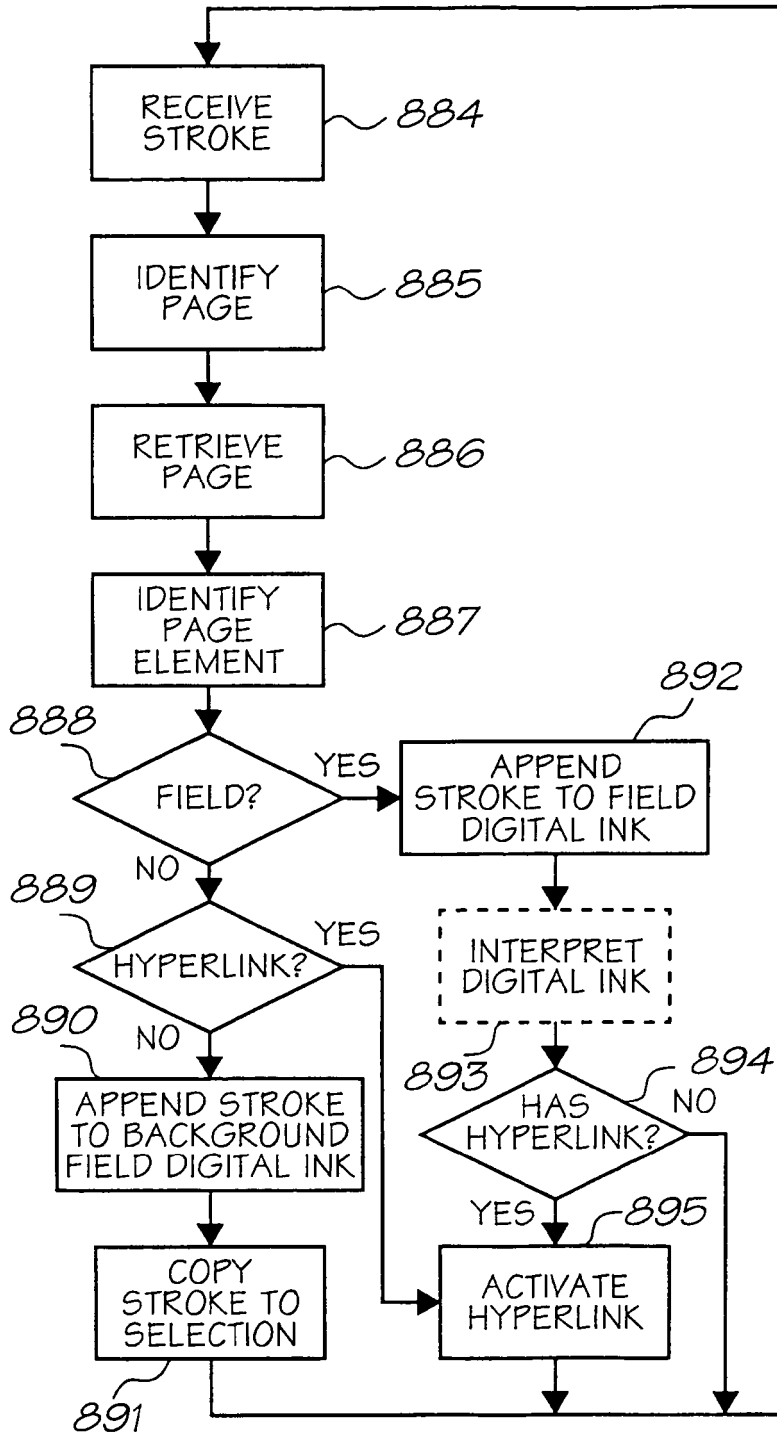 RECEIVE
STROKE
884
IDENTIFY
PAGE
885
RETRIEVE
PAGE
886
IDENTIFY
PAGE
ELEMENT
887
888
FIELD?
YES
NO
892
APPEND
STROKE TO FIELD
DIGITAL INK
889
HYPERLINK?
YES
NO
INTERPRET
DIGITAL INK
893
890
APPEND STROKE
TO BACKGROUND
FIELD DIGITAL INK
894
HAS
HYPERLINK?
NO
YES
895
COPY
STROKE TO
SELECTION
891
ACTIVATE
HYPERLINK